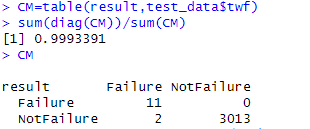 > CM=table(result,test_data$twf)
> sum(diag(CM))/sum(CM)
[1] 0.9993391
> CM
result Failure NotFailure
Failure 11 0
NotFailure 2 3013